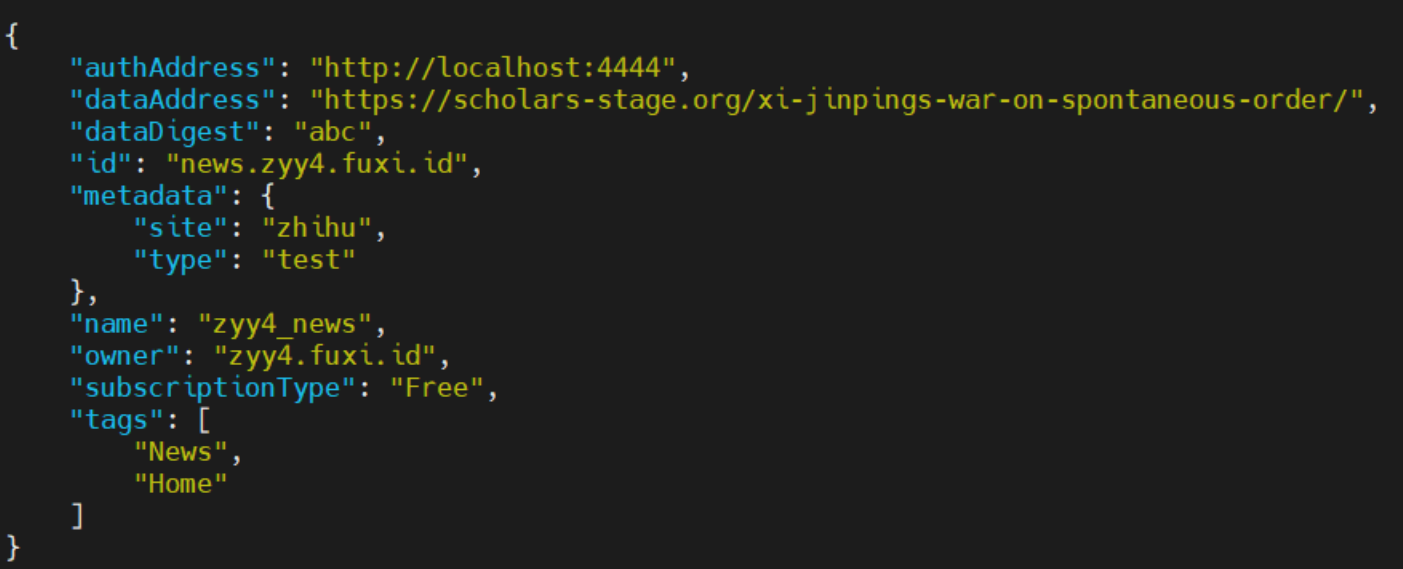 {
    "authAddress": "http://localhost:4444",
    "dataAddress": "https://scholars-stage.org/xi-jinpings-war-on-spontaneous-order/",
    "dataDigest": "abc",
    "id": "news.zyy4.fuxi.id",
    "metadata": {
        "site": "zhihu",
        "type": "test"
    },
    "name": "zyy4_news",
    "owner": "zyy4.fuxi.id",
    "subscriptionType": "Free",
    "tags": [
        "News",
        "Home"
    ]
}